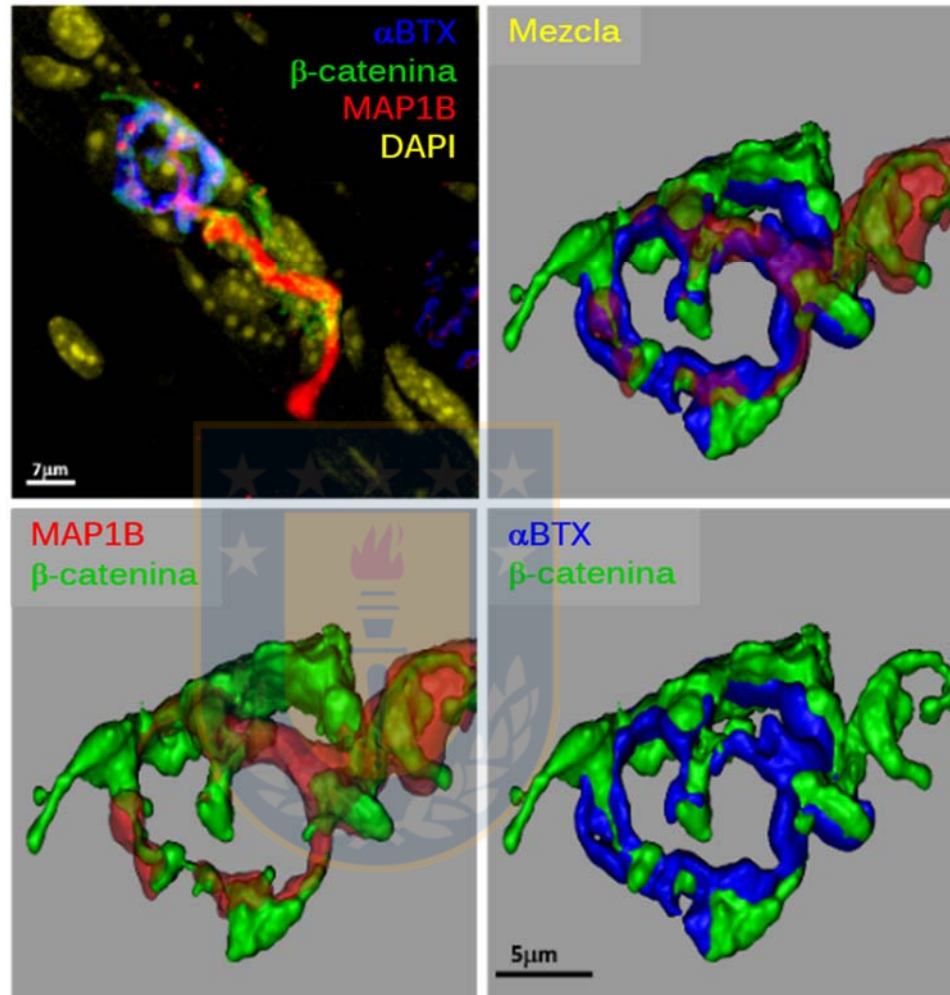 αBTX
β-catenina
MAP1B
DAPI
7μm
Mezcla
MAP1B
β-catenina
αBTX
β-catenina
5μm